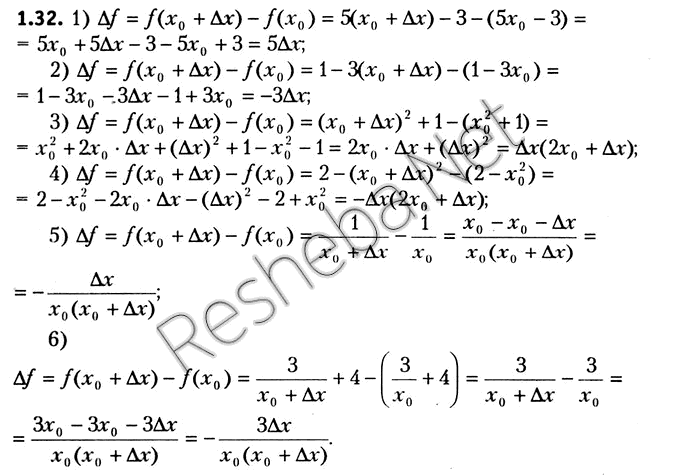 1.32. 1) Δf = f(x₀ + Δx) – f(x₀) = 5(x₀ + Δx) – 3 – (5x₀ – 3) =
= 5x₀ + 5Δx – 3 – 5x₀ + 3 = 5Δx;
2) Δf = f(x₀ + Δx) – f(x₀) = 1 – 3(x₀ + Δx) – (1 – 3x₀) =
= 1 – 3x₀ – 3Δx – 1 + 3x₀ = –3Δx;
3) Δf = f(x₀ + Δx) – f(x₀) = (x₀ + Δx)² + 1 – (x₀² + 1) =
= x₀² + 2x₀ · Δx + (Δx)² + 1 – x₀² – 1 = 2x₀ · Δx + (Δx)² = Δx(2x₀ + Δx);
4) Δf = f(x₀ + Δx) – f(x₀) = 2 – (x₀ + Δx)² – (2 – x₀²) =
= 2 – x₀² – 2x₀ · Δx – (Δx)² – 2 + x₀² = –Δx(2x₀ + Δx);
5) Δf = f(x₀ + Δx) – f(x₀) = 1/(x₀ + Δx) – 1/x₀ = (x₀ – x₀ – Δx)/(x₀(x₀ + Δx)) =
= – Δx/(x₀(x₀ + Δx));
6)
Δf = f(x₀ + Δx) – f(x₀) = 3/(x₀ + Δx) + 4 – (3/x₀ + 4) = 3/(x₀ + Δx) – 3/x₀ =
= (3x₀ – 3x₀ – 3Δx)/(x₀(x₀ + Δx)) = – 3Δx/(x₀(x₀ + Δx)).
Resheba.Net